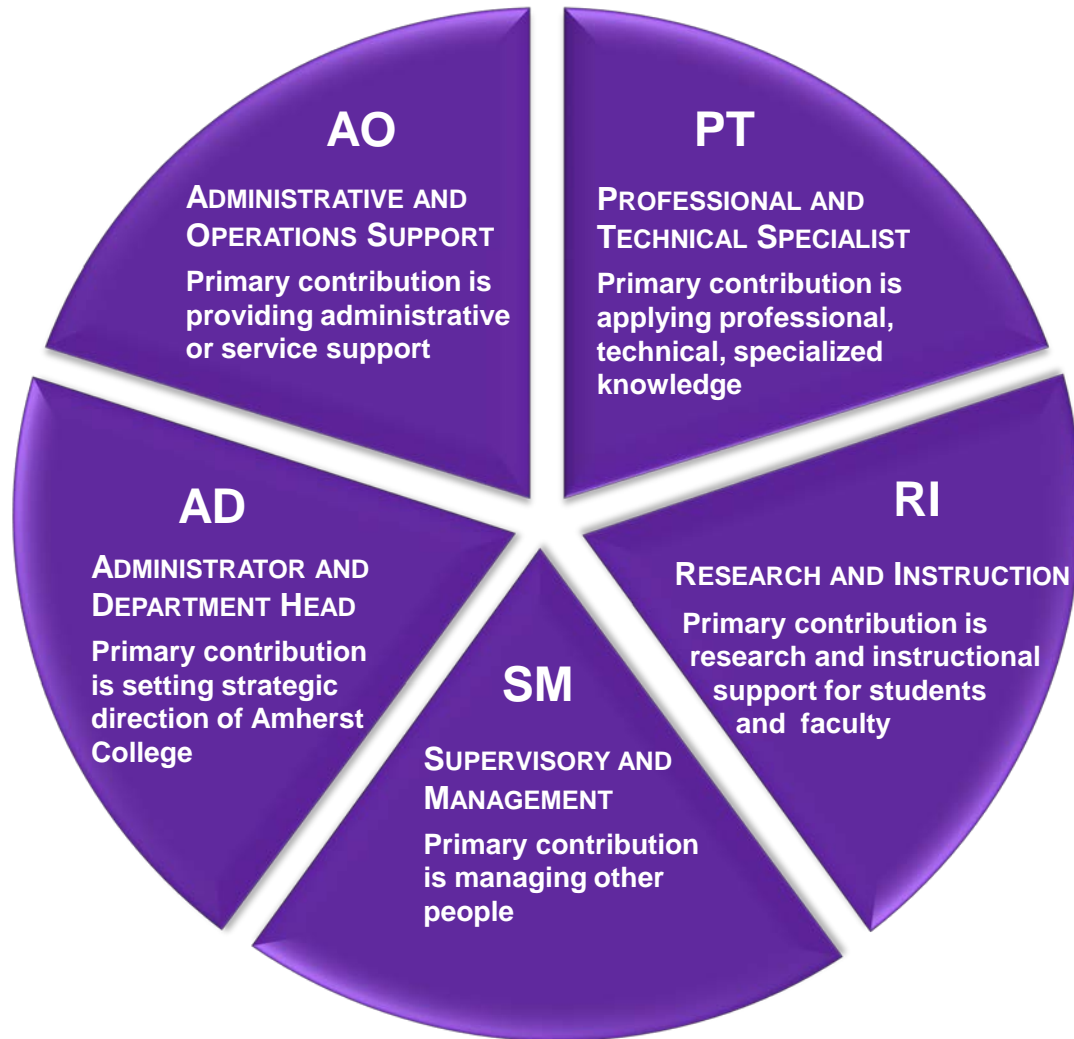 AO
ADMINISTRATIVE AND
OPERATIONS SUPPORT
Primary contribution is
providing administrative
or service support
PT
PROFESSIONAL AND
TECHNICAL SPECIALIST
Primary contribution is
applying professional,
technical, specialized
knowledge
RI
RESEARCH AND INSTRUCTION
Primary contribution is
research and instructional
support for students
and faculty
SM
SUPERVISORY AND
MANAGEMENT
Primary contribution
is managing other
people
AD
ADMINISTRATOR AND
DEPARTMENT HEAD
Primary contribution
is setting strategic
direction of Amherst
College